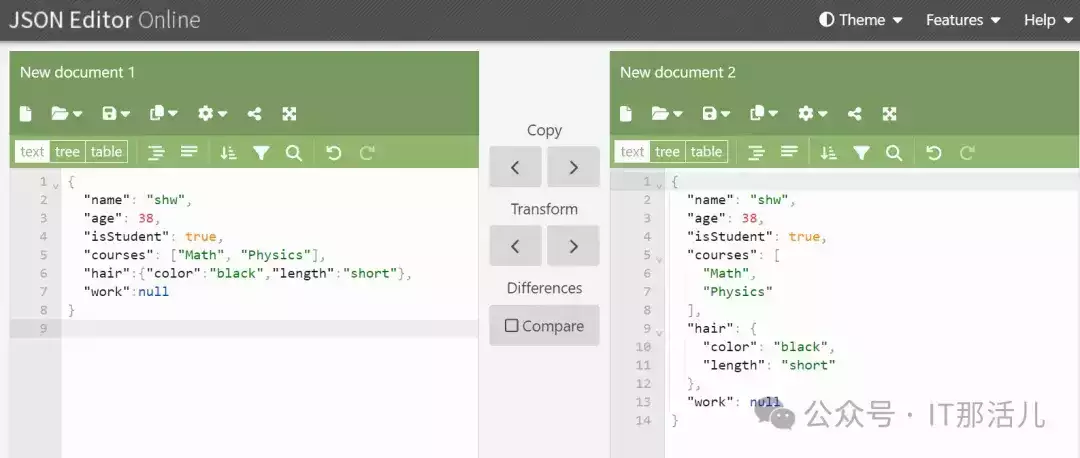 JSON Editor Online
Theme Features Help
New document 1
text tree table
1 {
2 "name": "shw",
3 "age": 38,
4 "isStudent": true,
5 "courses": ["Math", "Physics"],
6 "hair":{"color":"black","length":"short"},
7 "work":null
8 }
9
Copy
Transform
Differences
Compare
New document 2
text tree table
1 {
2 "name": "shw",
3 "age": 38,
4 "isStudent": true,
5 "courses": [
6 "Math",
7 "Physics"
8 ],
9 "hair": {
10 "color": "black",
11 "length": "short"
12 },
13 "work": null
14 }
公众号 · IT那活儿